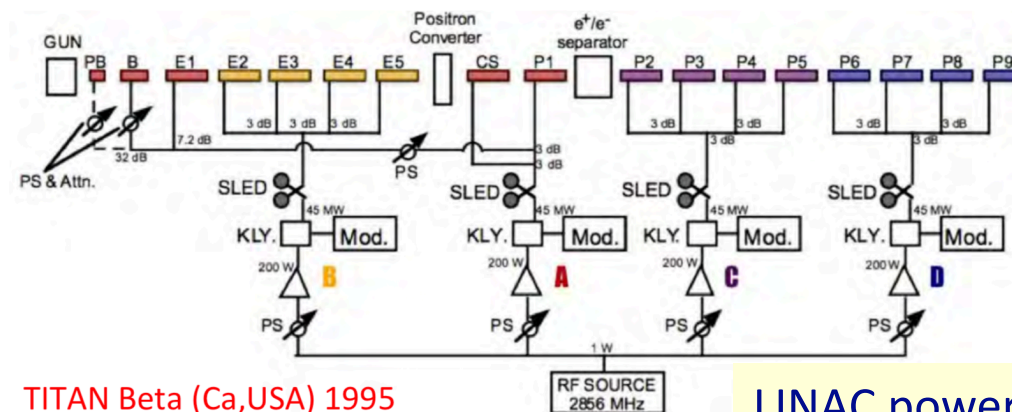 Positron
Converter
e+/e-
separator
GUN
PB B E1 E2 E3 E4 E5 CS P1 P2 P3 P4 P5 P6 P7 P8 P9
3 dB 3 dB 3 dB 3 dB 3 dB 3 dB 3 dB
7.2 dB 3 dB 3 dB 3 dB
32 dB 3 dB
PS & Attn.
PS
SLED SLED SLED SLED
45 MW 45 MW 45 MW 45 MW
KLY. Mod. KLY. Mod. KLY. Mod. KLY. Mod.
200 W B 200 W A 200 W C 200 W D
PS PS PS PS
1 W
RF SOURCE
2856 MHz
TITAN Beta (Ca,USA) 1995
LINAC power